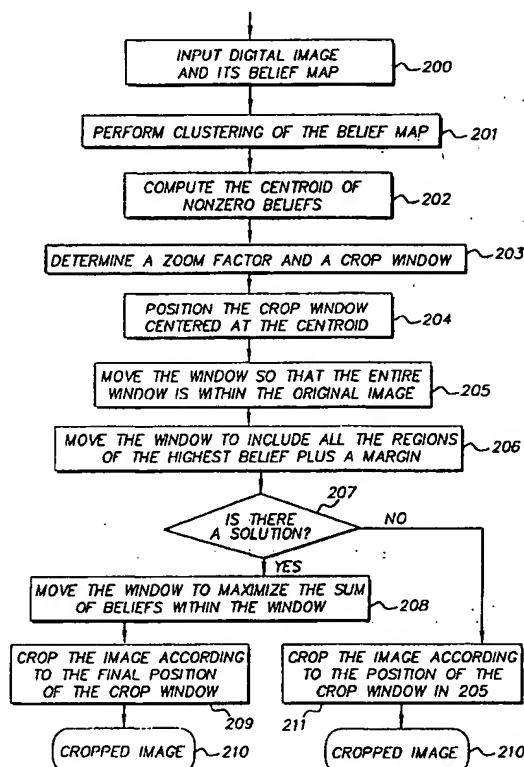 INPUT DIGITAL IMAGE
AND ITS BELIEF MAP
200
PERFORM CLUSTERING OF THE BELIEF MAP
201
COMPUTE THE CENTROID OF
NONZERO BELIEFS
202
DETERMINE A ZOOM FACTOR AND A CROP WINDOW
203
POSITION THE CROP WINDOW
CENTERED AT THE CENTROID
204
MOVE THE WINDOW SO THAT THE ENTIRE
WINDOW IS WITHIN THE ORIGINAL IMAGE
205
MOVE THE WINDOW TO INCLUDE ALL THE REGIONS
OF THE HIGHEST BELIEF PLUS A MARGIN
206
207
IS THERE
A SOLUTION?
NO
YES
MOVE THE WINDOW TO MAXIMIZE THE SUM
OF BELIEFS WITHIN THE WINDOW
208
CROP THE IMAGE ACCORDING
TO THE FINAL POSITION
OF THE CROP WINDOW
209
CROP THE IMAGE ACCORDING
TO THE POSITION OF THE
CROP WINDOW IN 205
211
CROPPED IMAGE
210
CROPPED IMAGE
210